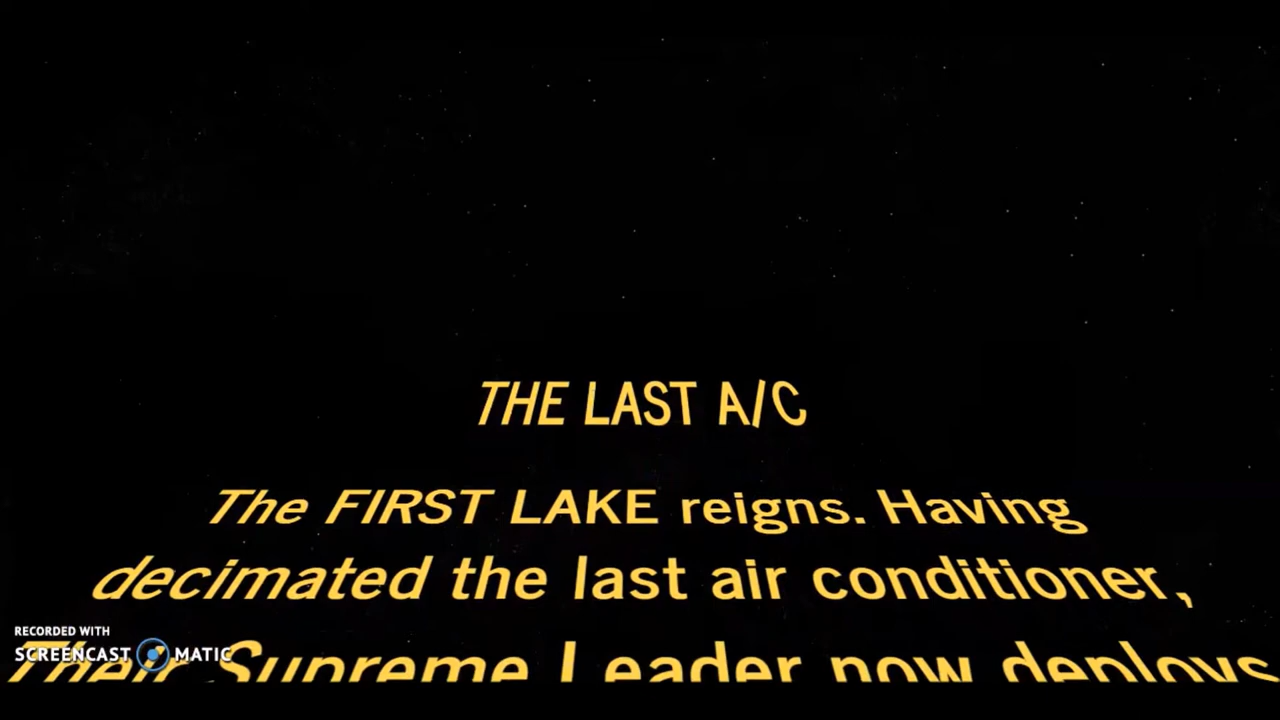 THE LAST A/C
The FIRST LAKE reigns. Having
decimated the last air conditioner,
Their Supreme Leader now deploys
RECORDED WITH
SCREENCAST MATIC